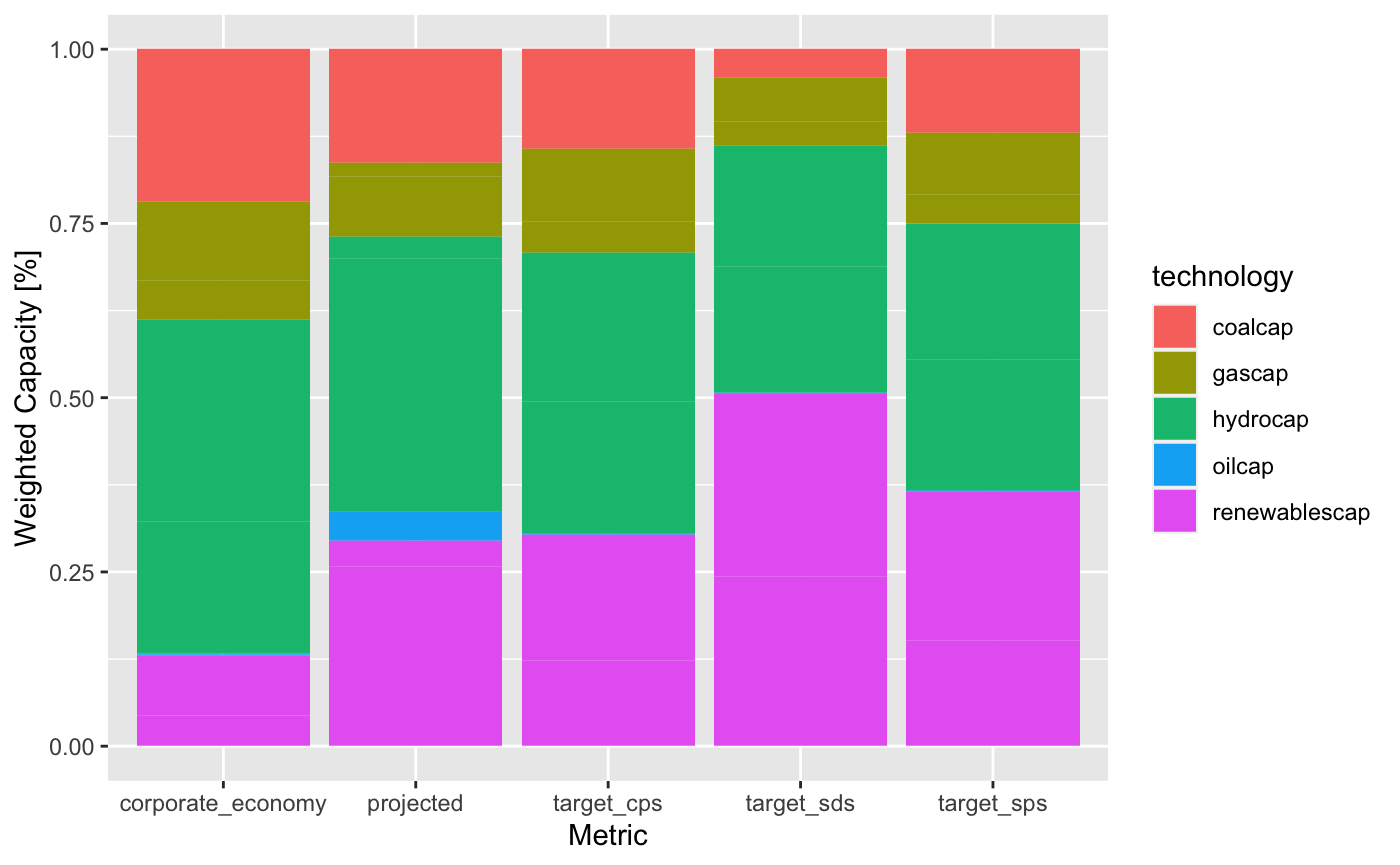 Weighted Capacity [%]
1.00
0.75
0.50
0.25
0.00
corporate_economy
projected
target_cps
target_sds
target_sps
Metric
technology
coalcap
gascap
hydrocap
oilcap
renewablescap